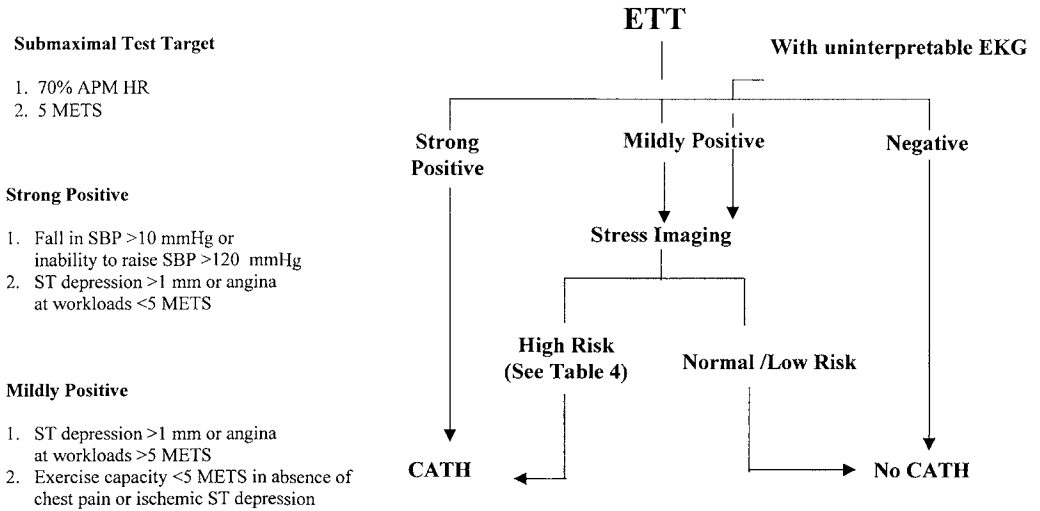 ETT
With uninterpretable EKG
Submaximal Test Target
1. 70% APM HR
2. 5 METS
Strong
Positive
Mildly Positive
Negative
Strong Positive
1. Fall in SBP >10 mmHg or
inability to raise SBP >120 mmHg
2. ST depression >1 mm or angina
at workloads <5 METS
Stress Imaging
High Risk
(See Table 4)
Normal /Low Risk
Mildly Positive
1. ST depression >1 mm or angina
at workloads >5 METS
2. Exercise capacity <5 METS in absence of
chest pain or ischemic ST depression
CATH
No CATH